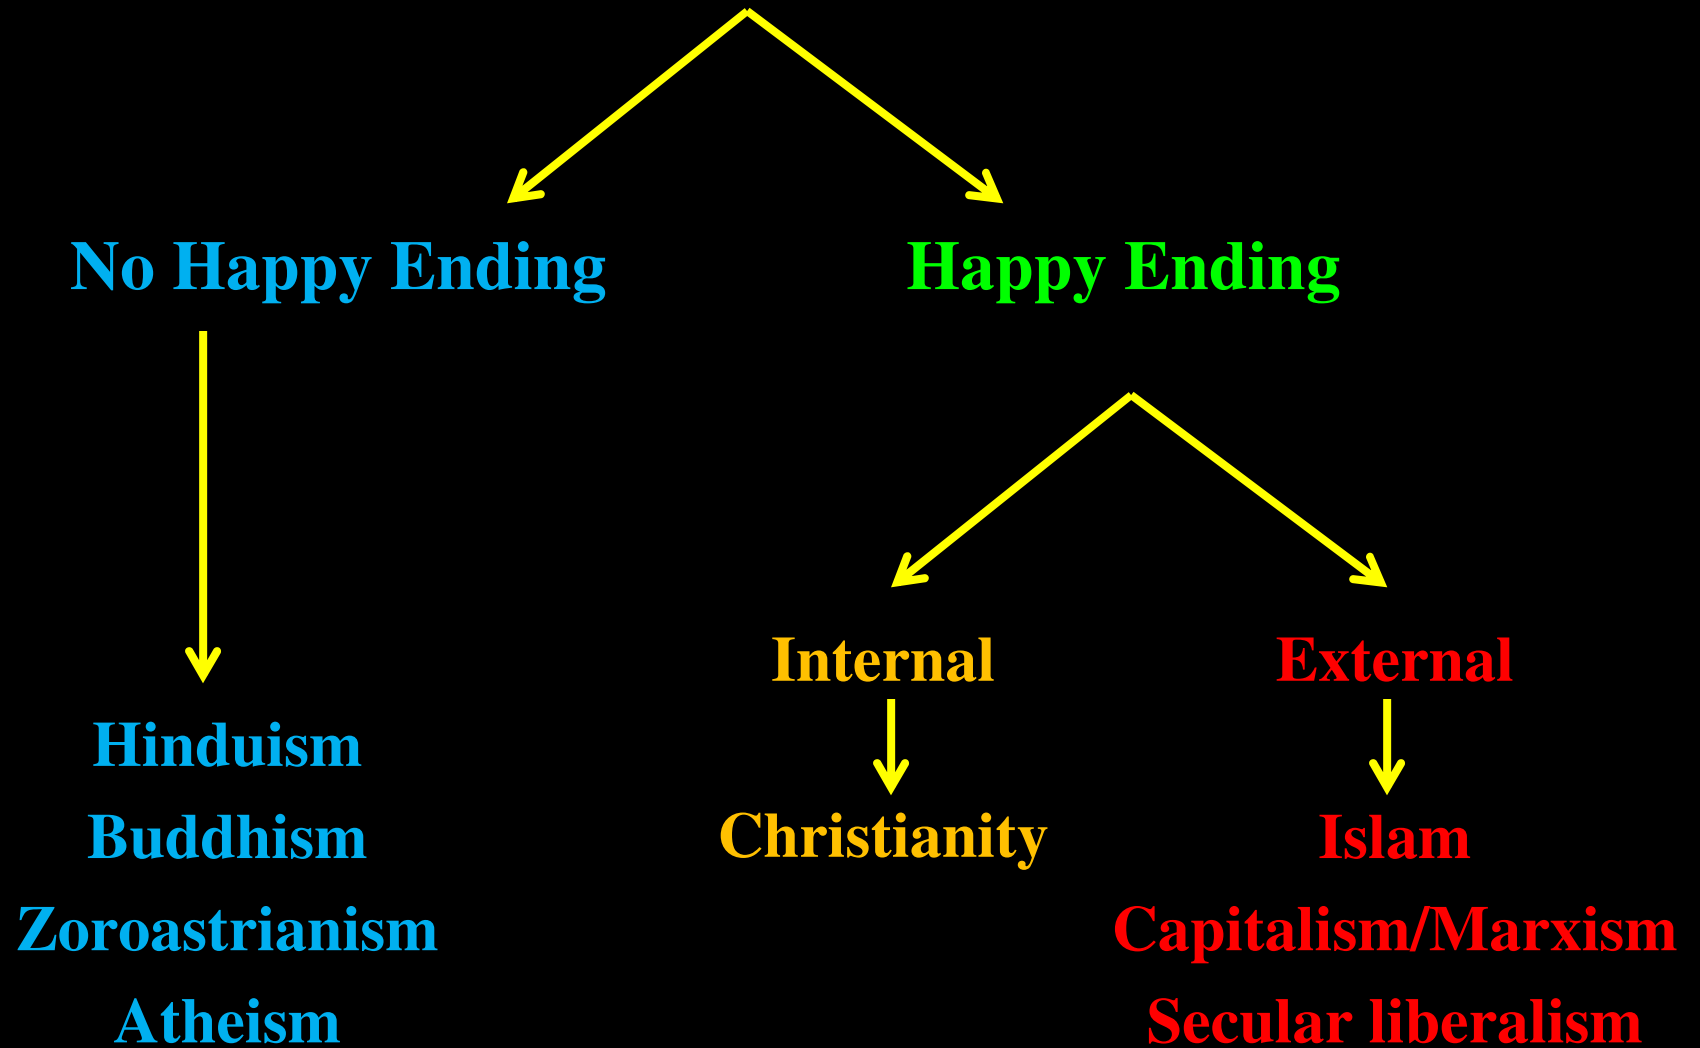 No Happy Ending
Happy Ending
Internal
External
Hinduism
Buddhism
Christianity
Islam
Zoroastrianism
Capitalism/Marxism
Atheism
Secular liberalism